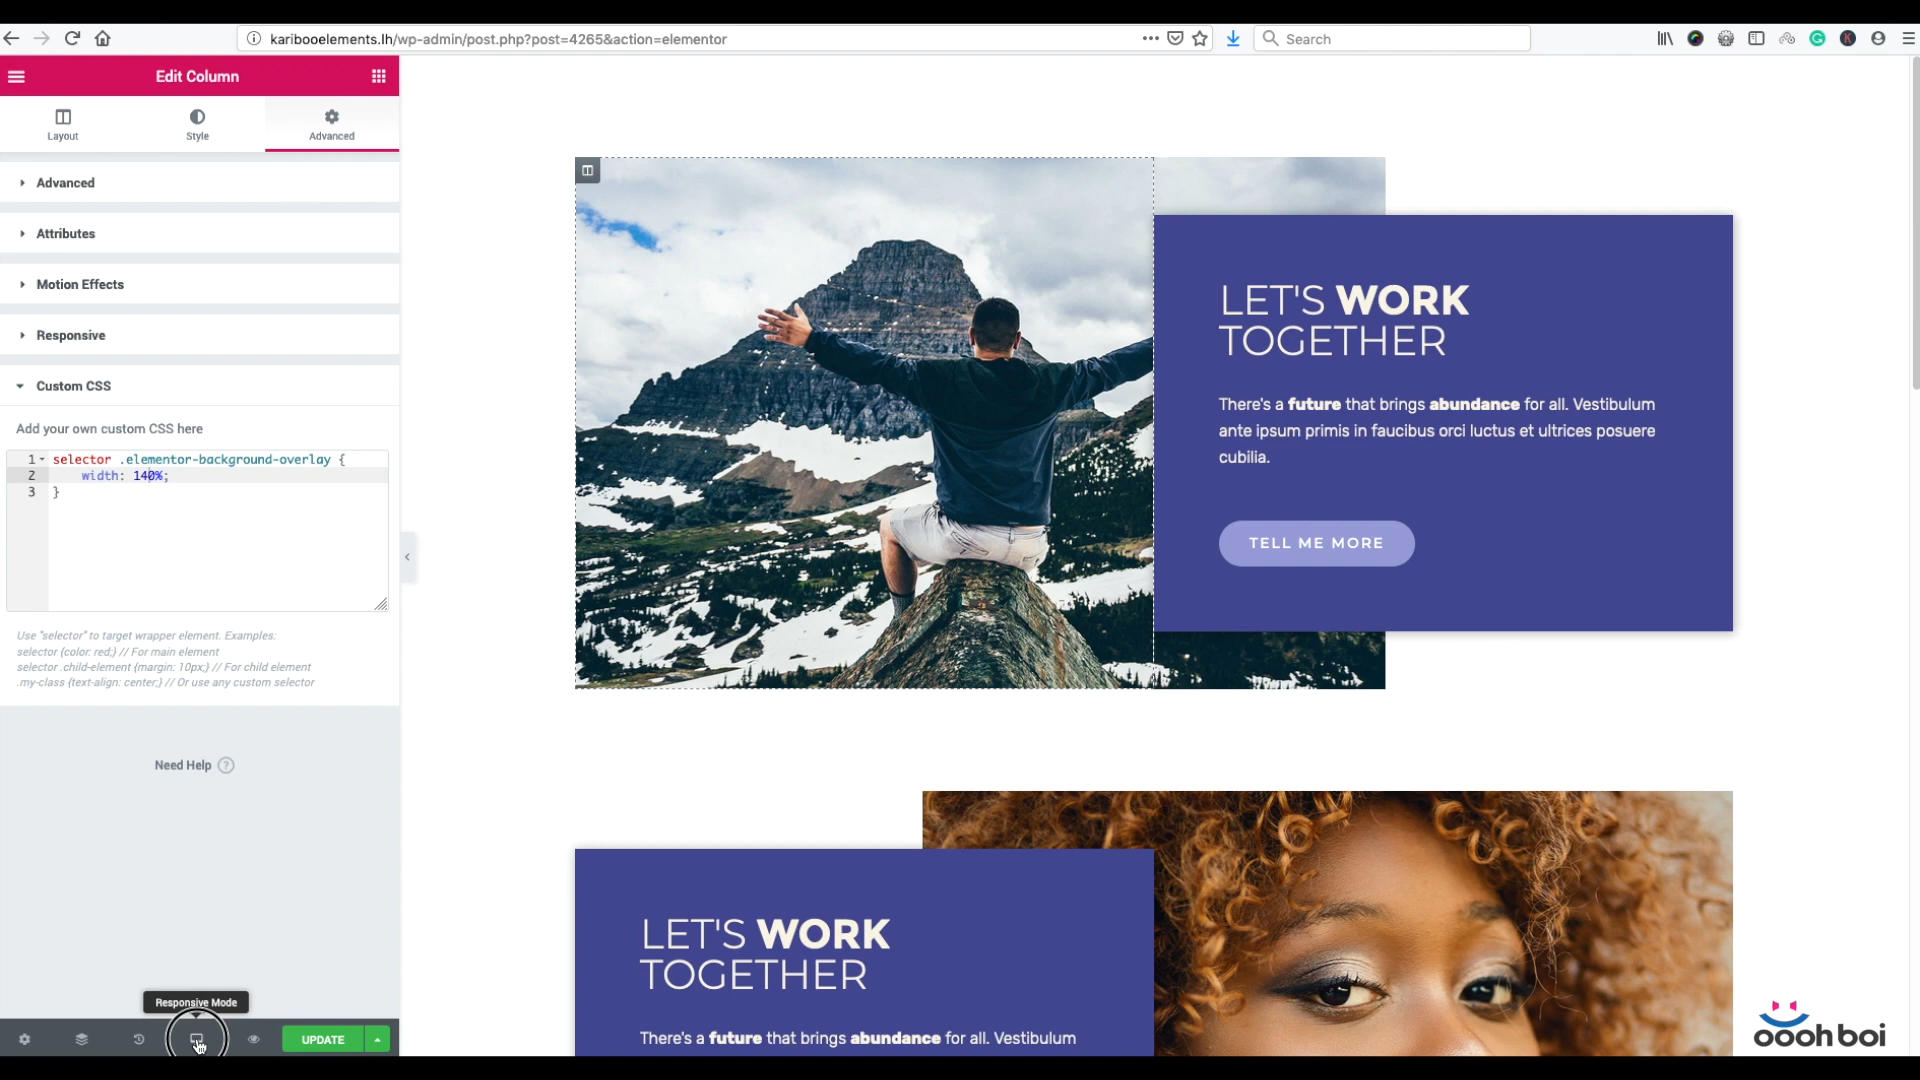 karibooelements.lh/wp-admin/post.php?post=4265&action=elementor
Search
Edit Column
Layout
Style
Advanced
Advanced
Attributes
Motion Effects
Responsive
Custom CSS
Add your own custom CSS here
1 selector .elementor-background-overlay {
2 width: 140%;
3 }
Use "selector" to target wrapper element. Examples:
selector {color: red;} // For main element
selector .child-element {margin: 10px;} // For child element
.my-class {text-align: center;} // Or use any custom selector
Need Help ?
Responsive Mode
UPDATE
LET'S WORK
TOGETHER
There's a future that brings abundance for all. Vestibulum
ante ipsum primis in faucibus orci luctus et ultrices posuere
cubilia.
TELL ME MORE
LET'S WORK
TOGETHER
There's a future that brings abundance for all. Vestibulum
oooh boi